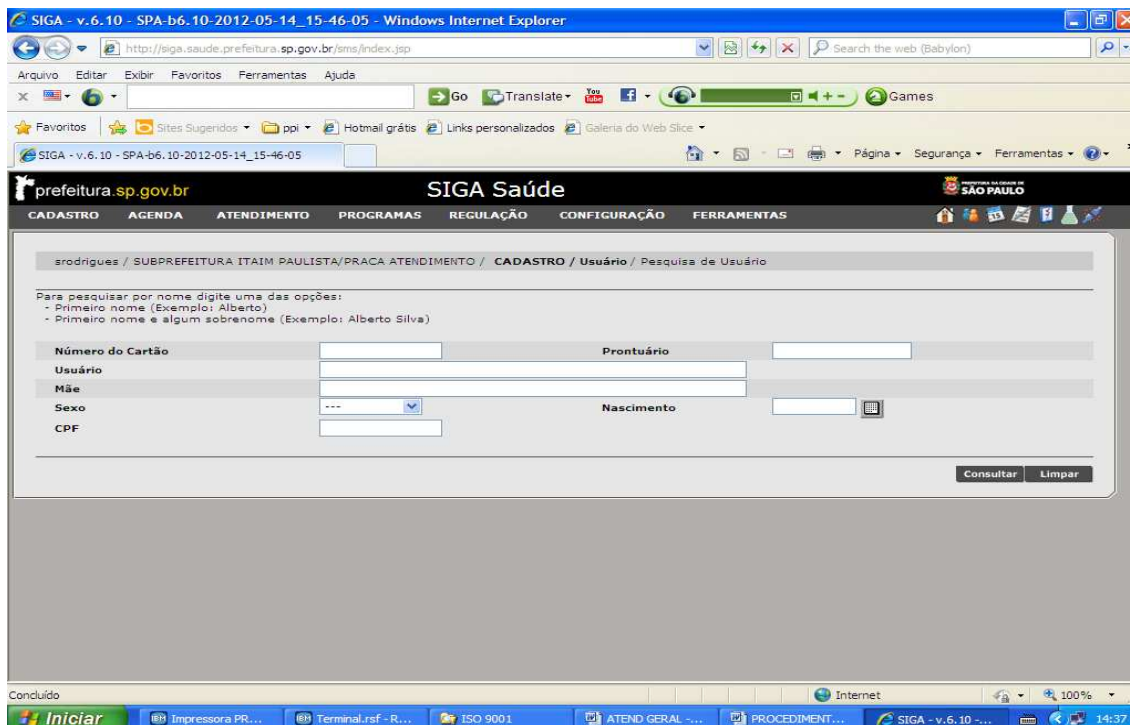 SIGA - v.6.10 - SPA-b6.10-2012-05-14_15-46-05 - Windows Internet Explorer
http://siga.saude.prefeitura.sp.gov.br/sms/index.jsp
Search the web (Babylon)
Arquivo Editar Exibir Favoritos Ferramentas Ajuda
Go Translate You Tube Games
Favoritos Sites Sugeridos ppi Hotmail grátis Links personalizados Galeria do Web Slice
SIGA - v.6.10 - SPA-b6.10-2012-05-14_15-46-05 Página Segurança Ferramentas
prefeitura.sp.gov.br SIGA Saúde PREFEITURA DA CIDADE DE SÃO PAULO
CADASTRO AGENDA ATENDIMENTO PROGRAMAS REGULAÇÃO CONFIGURAÇÃO FERRAMENTAS
srodrigues / SUBPREFEITURA ITAIM PAULISTA/PRACA ATENDIMENTO / CADASTRO / Usuário / Pesquisa de Usuário
Para pesquisar por nome digite uma das opções:
- Primeiro nome (Exemplo: Alberto)
- Primeiro nome e algum sobrenome (Exemplo: Alberto Silva)
Número do Cartão Prontuário
Usuário
Mãe
Sexo --- Nascimento
CPF
Consultar Limpar
Concluído Internet 100%
Iniciar Impressora PR... Terminal.rsf - R... ISO 9001 ATEND GERAL -... PROCEDIMENT... SIGA - v.6.10 -... 14:37